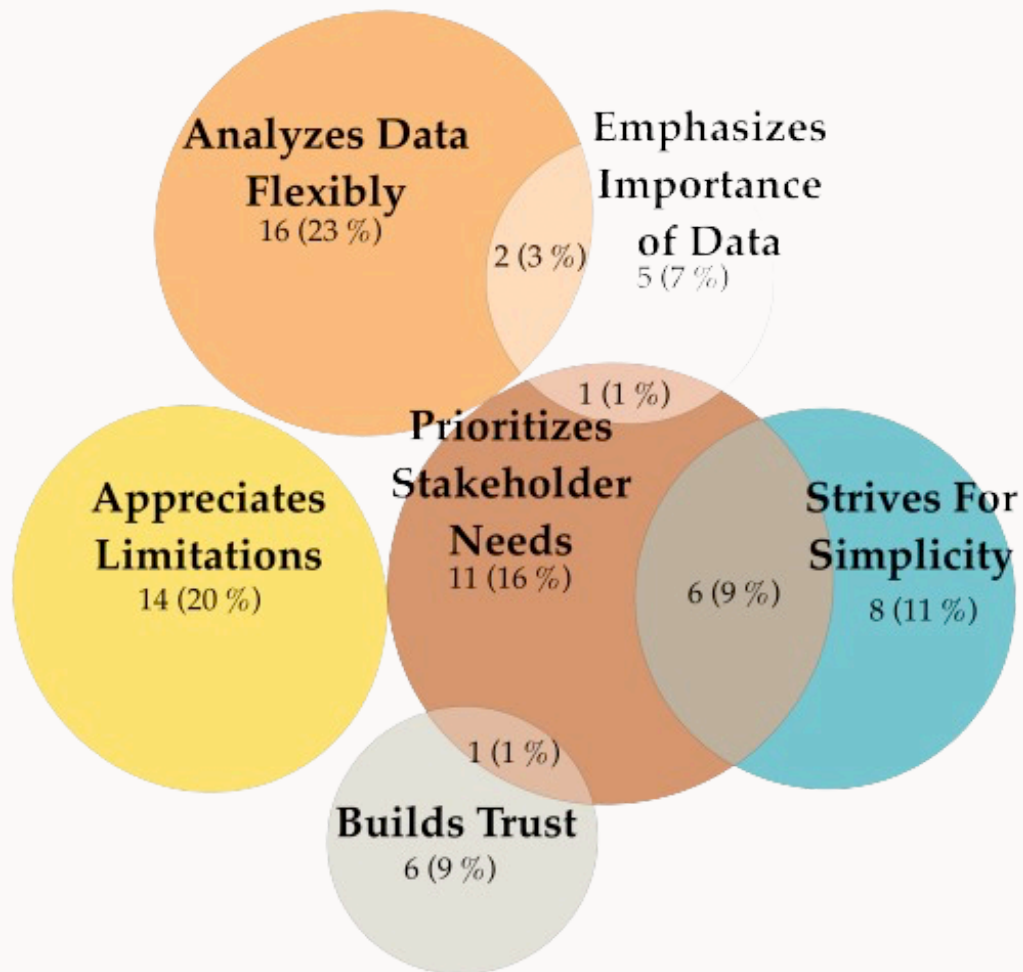 Analyzes Data
Flexibly
16 (23 %)
Emphasizes
Importance
of Data
5 (7 %)
2 (3 %)
1 (1 %)
Prioritizes
Stakeholder
Needs
11 (16 %)
Appreciates
Limitations
14 (20 %)
Strives For
Simplicity
8 (11 %)
6 (9 %)
1 (1 %)
Builds Trust
6 (9 %)